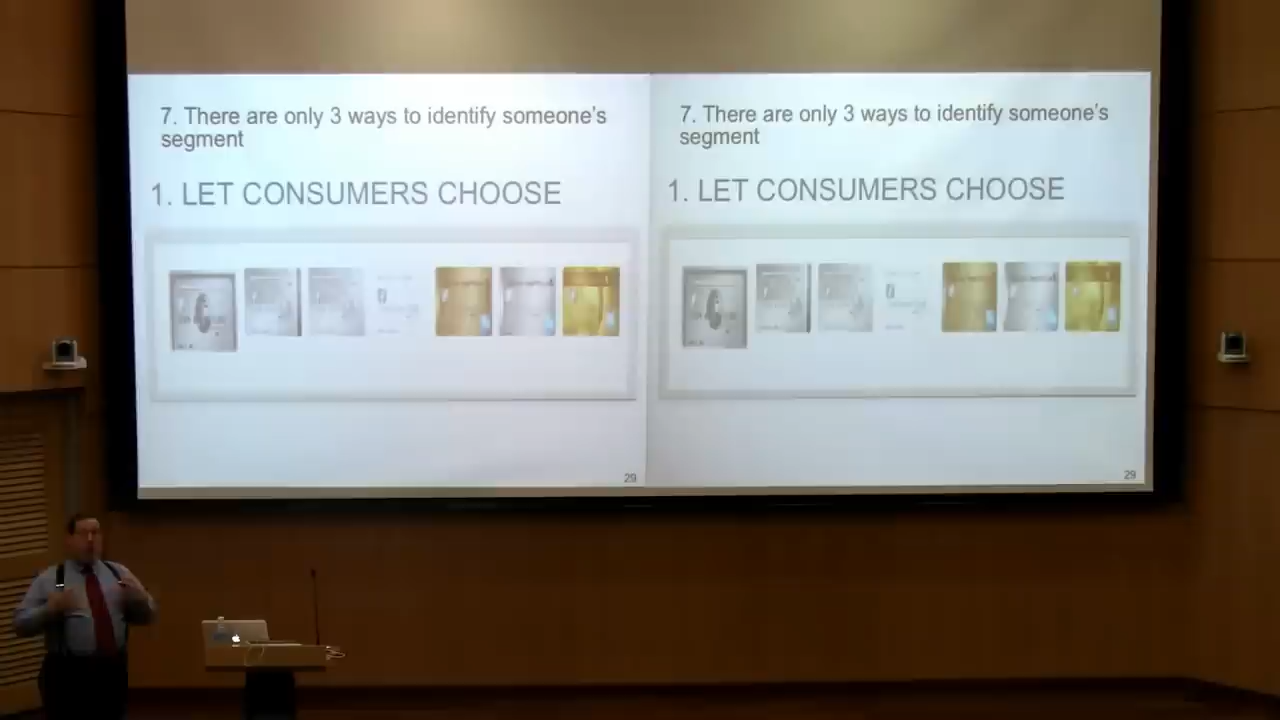 7. There are only 3 ways to identify someone's
segment
1. LET CONSUMERS CHOOSE
29
7. There are only 3 ways to identify someone's
segment
1. LET CONSUMERS CHOOSE
29